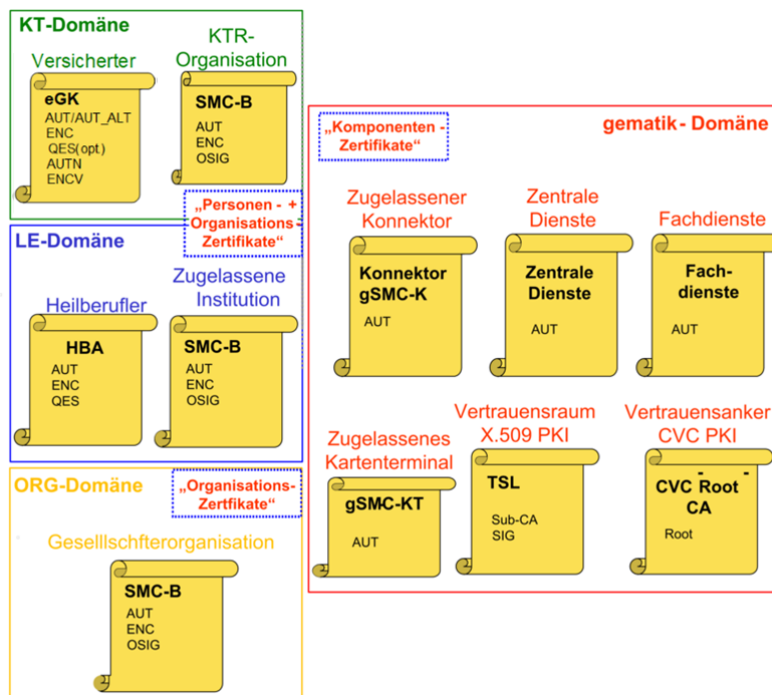 KT-Domäne
Versicherter
eGK
AUT/AUT_ALT
ENC
QES(opt.)
AUTN
ENCV
KTR-
Organisation
SMC-B
AUT
ENC
OSIG
„Personen - +
Organisations-
Zertifikate“
LE-Domäne
Heilberufler
HBA
AUT
ENC
QES
Zugelassene
Institution
SMC-B
AUT
ENC
OSIG
ORG-Domäne
„Organisations-
Zertfikate“
Geselllschfterorganisation
SMC-B
AUT
ENC
OSIG
„Komponenten -
Zertifikate“
gematik- Domäne
Zugelassener
Konnektor
Konnektor
gSMC-K
AUT
Zentrale
Dienste
Zentrale
Dienste
AUT
Fachdienste
Fach-
dienste
AUT
Zugelassenes
Kartenterminal
gSMC-KT
AUT
Vertrauensraum
X.509 PKI
TSL
Sub-CA
SIG
Vertrauensanker
CVC PKI
CVC-Root-
CA
Root